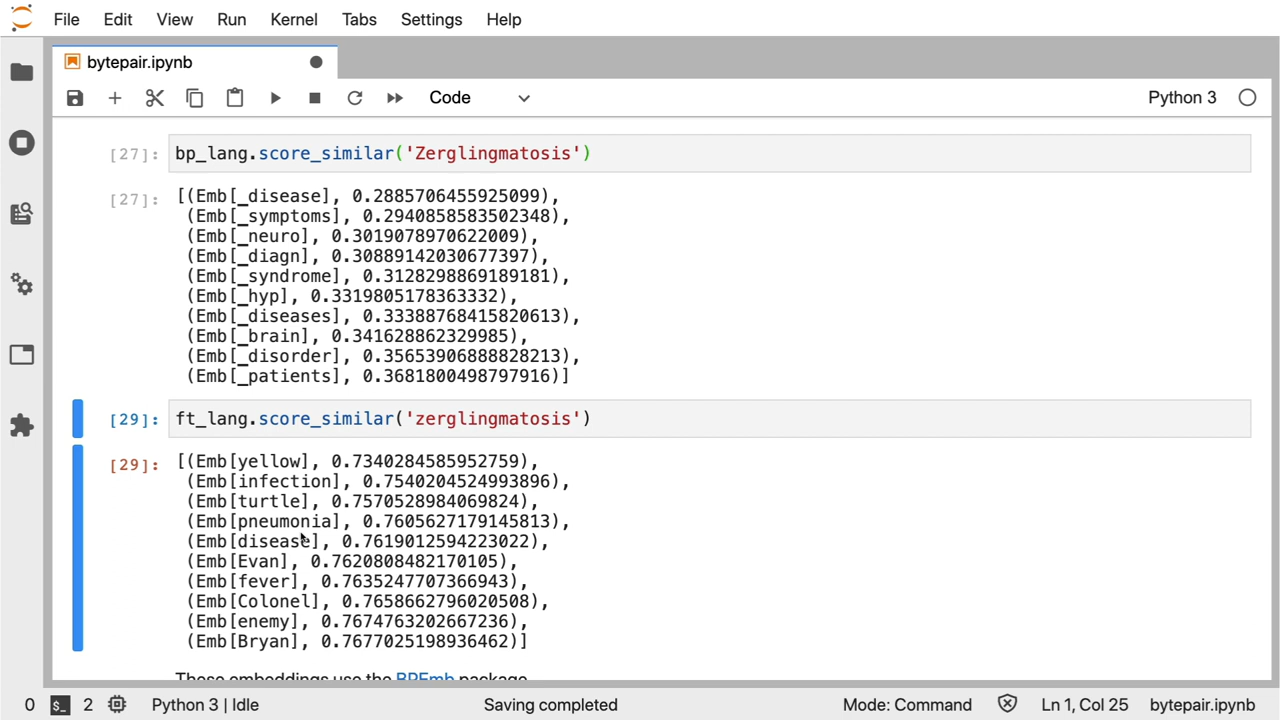 File Edit View Run Kernel Tabs Settings Help
bytepair.ipynb
Code
Python 3
[27]: bp_lang.score_similar('Zerglingmatosis')
[27]: [(Emb[_disease], 0.2885706455925099),
(Emb[_symptoms], 0.2940858583502348),
(Emb[_neuro], 0.3019078970622009),
(Emb[_diagn], 0.30889142030677397),
(Emb[_syndrome], 0.3128298869189181),
(Emb[_hyp], 0.3319805178363332),
(Emb[_diseases], 0.33388768415820613),
(Emb[_brain], 0.341628862329985),
(Emb[_disorder], 0.35653906888828213),
(Emb[_patients], 0.3681800498797916)]
[29]: ft_lang.score_similar('zerglingmatosis')
[29]: [(Emb[yellow], 0.7340284585952759),
(Emb[infection], 0.7540204524993896),
(Emb[turtle], 0.7570528984069824),
(Emb[pneumonia], 0.7605627179145813),
(Emb[disease], 0.7619012594223022),
(Emb[Evan], 0.7620808482170105),
(Emb[fever], 0.7635247707366943),
(Emb[Colonel], 0.7658662796020508),
(Emb[enemy], 0.7674763202667236),
(Emb[Bryan], 0.7677025198936462)]
These embeddings use the BPEmb package
0 $_ 2 Python 3 | Idle Saving completed Mode: Command Ln 1, Col 25 bytepair.ipynb